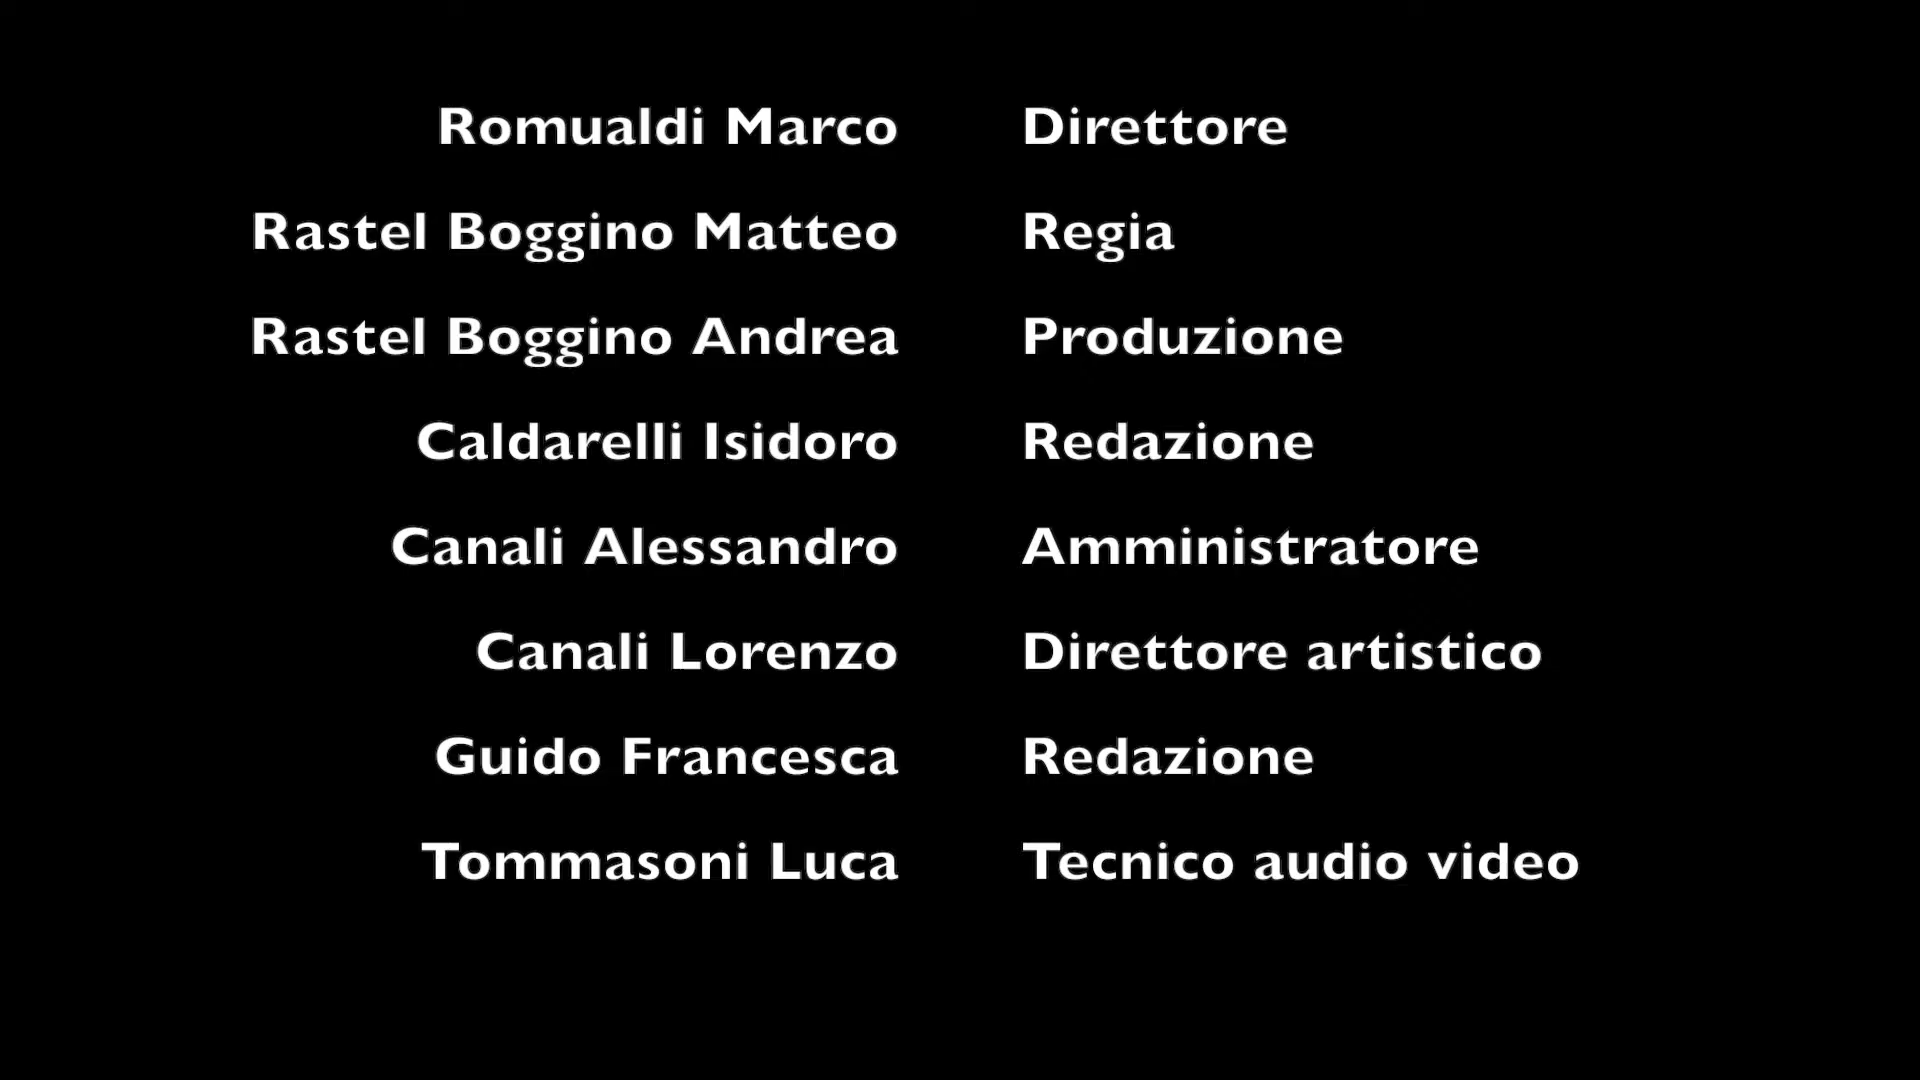 Romualdi Marco Direttore
Rastel Boggino Matteo Regia
Rastel Boggino Andrea Produzione
Caldarelli Isidoro Redazione
Canali Alessandro Amministratore
Canali Lorenzo Direttore artistico
Guido Francesca Redazione
Tommasoni Luca Tecnico audio video